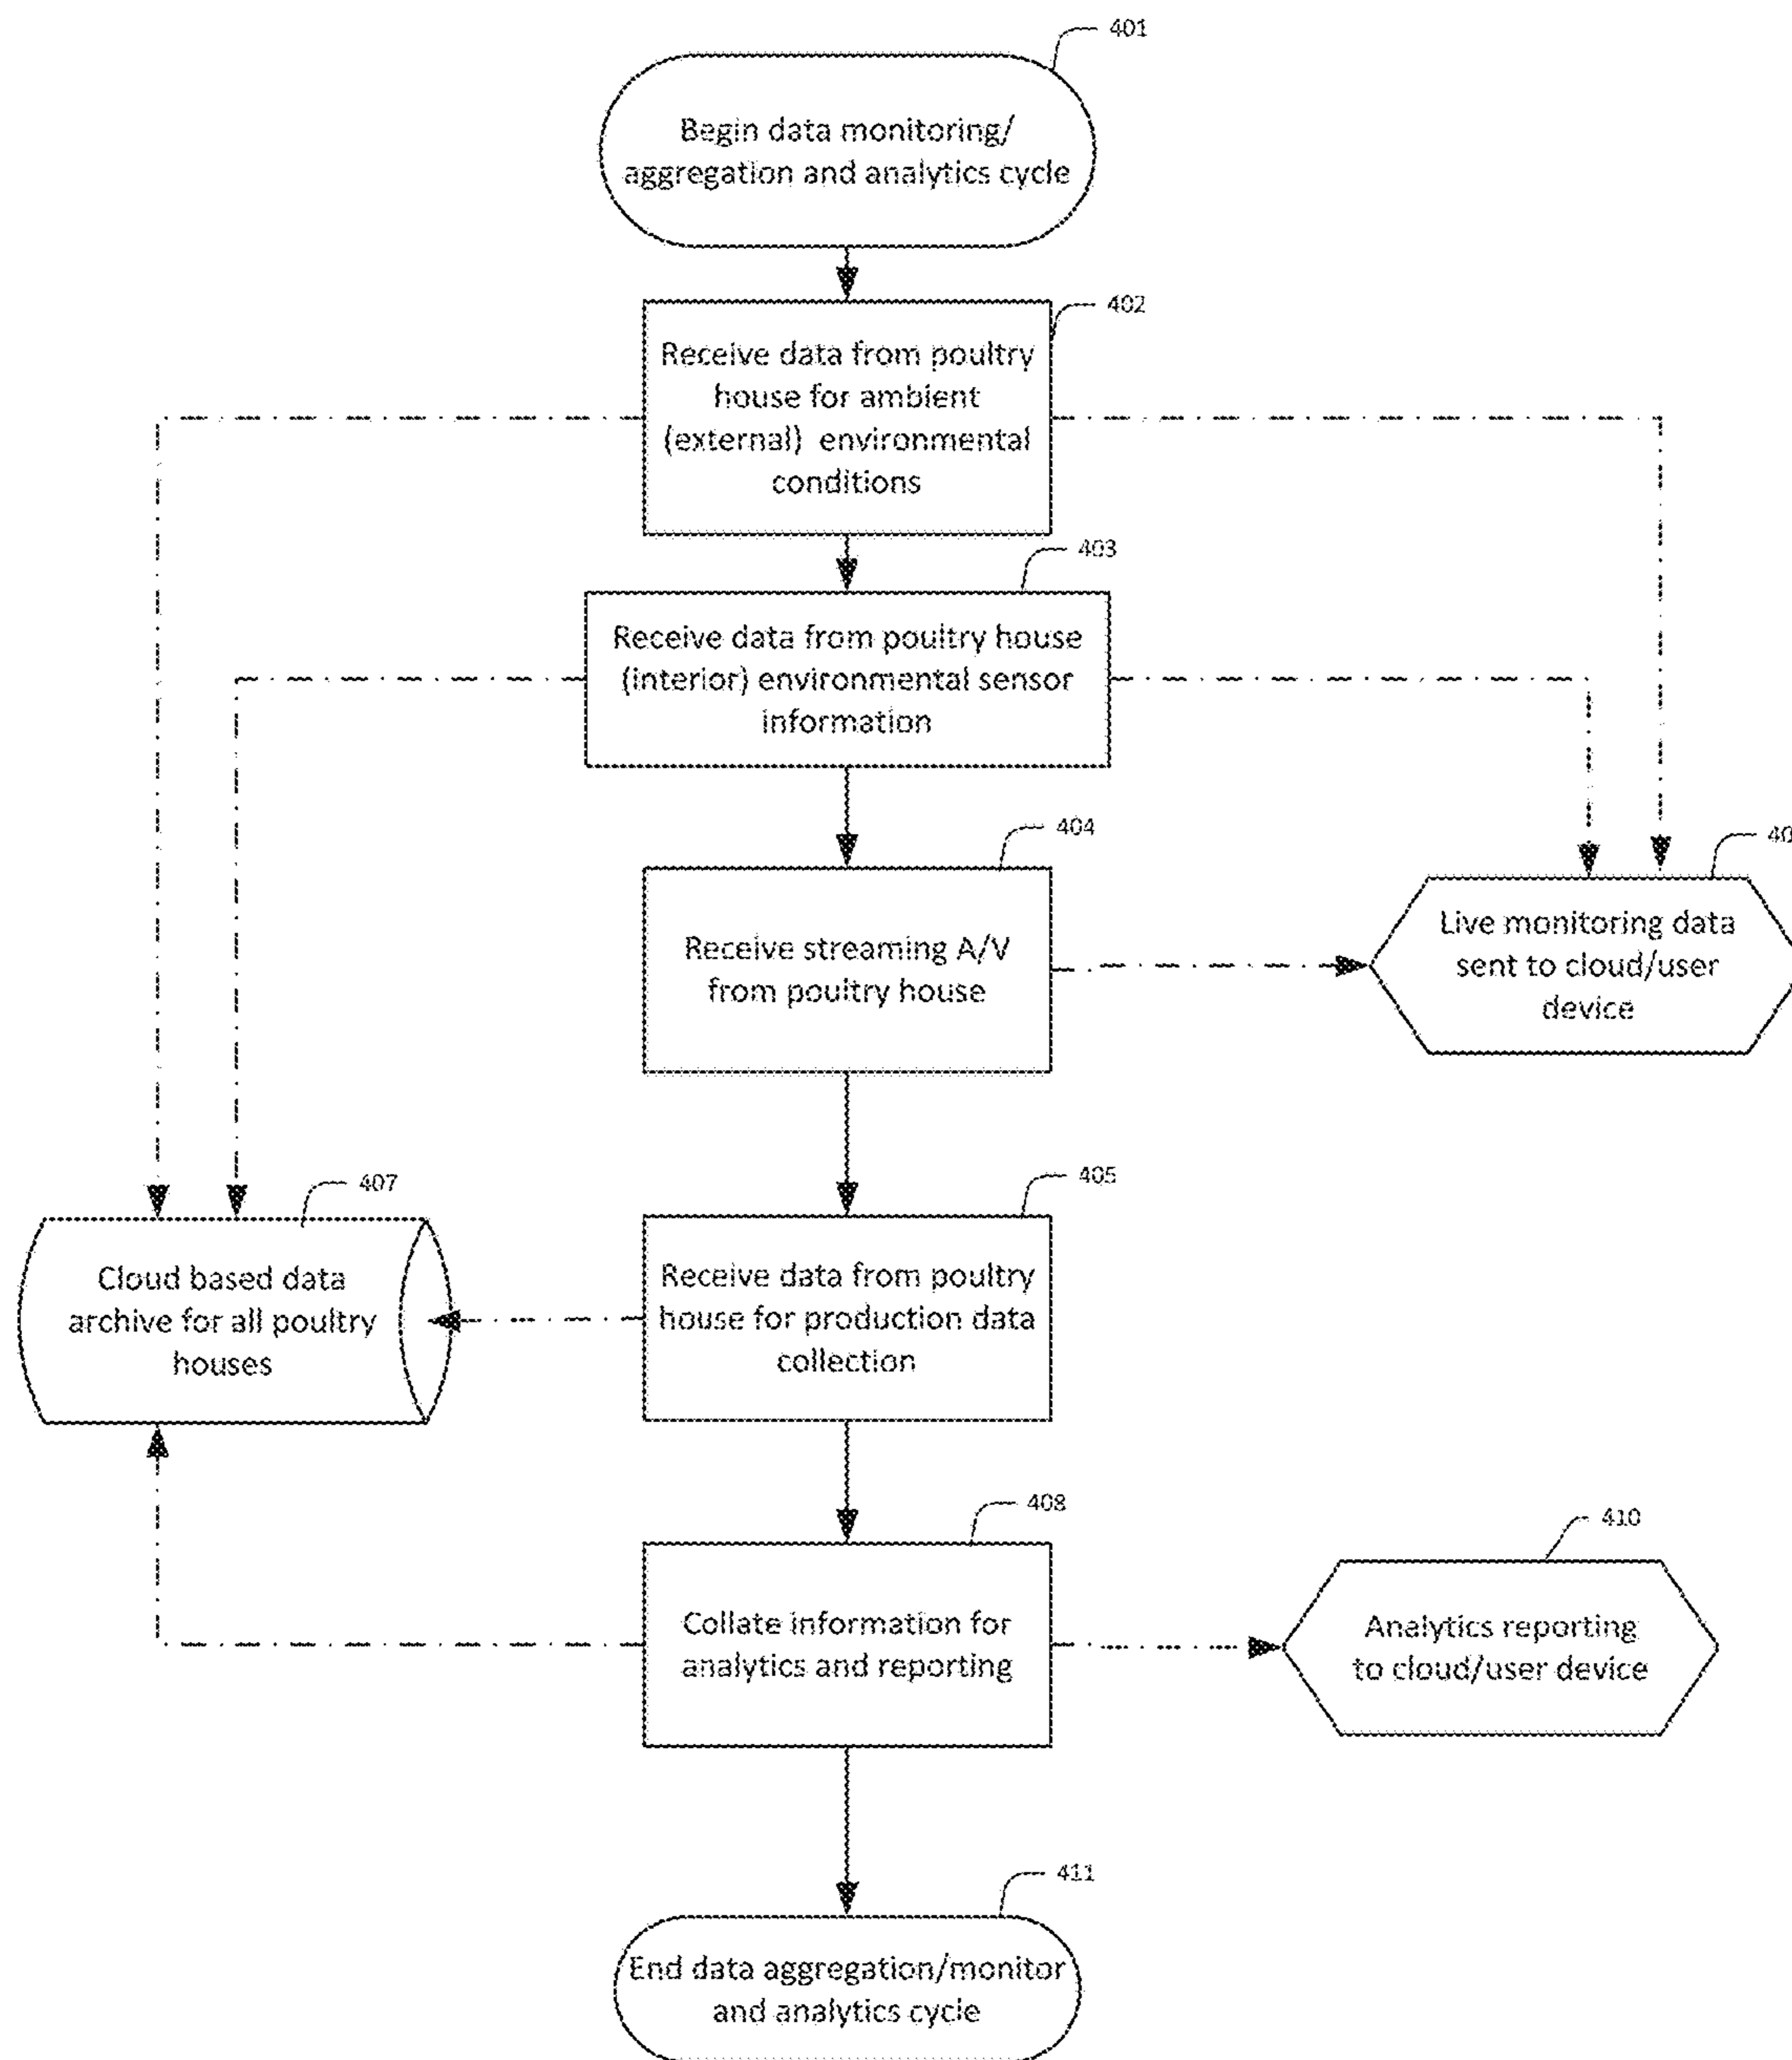 401
Begin data monitoring/
aggregation and analytics cycle
402
Receive data from poultry
house for ambient
(external) environmental
conditions
403
Receive data from poultry house
(interior) environmental sensor
information
404
Receive streaming A/V
from poultry house
Live monitoring data
sent to cloud/user
device
407
Cloud based data
archive for all poultry
houses
405
Receive data from poultry
house for production data
collection
408
Collate information for
analytics and reporting
410
Analytics reporting
to cloud/user device
411
End data aggregation/monitor
and analytics cycle